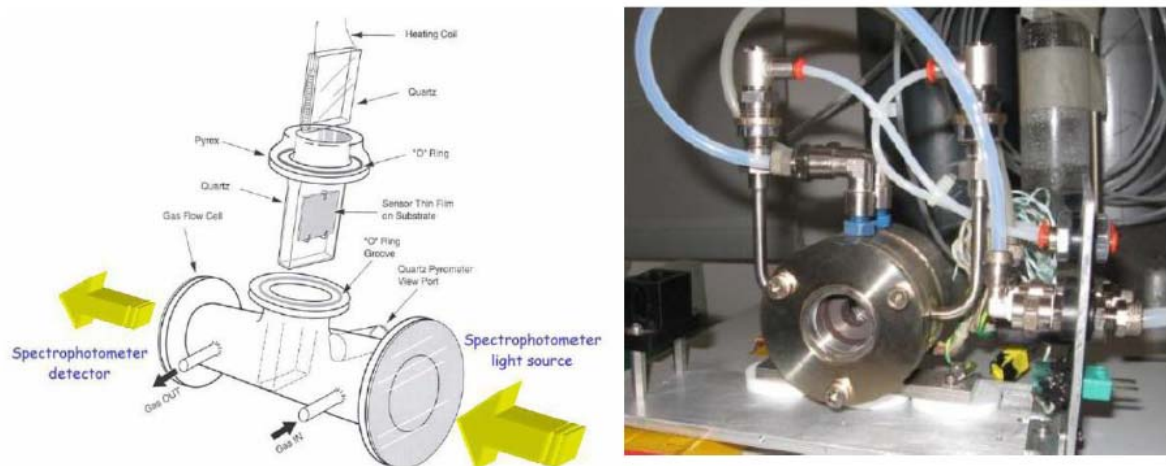 Heating Coil
Quartz
Pyrex
"O" Ring
Quartz
Sensor Thin Film
on Substrate
Gas Flow Cell
"O" Ring
Groove
Quartz Pyrometer
View Port
Spectrophotometer
detector
Spectrophotometer
light source
Gas OUT
Gas IN